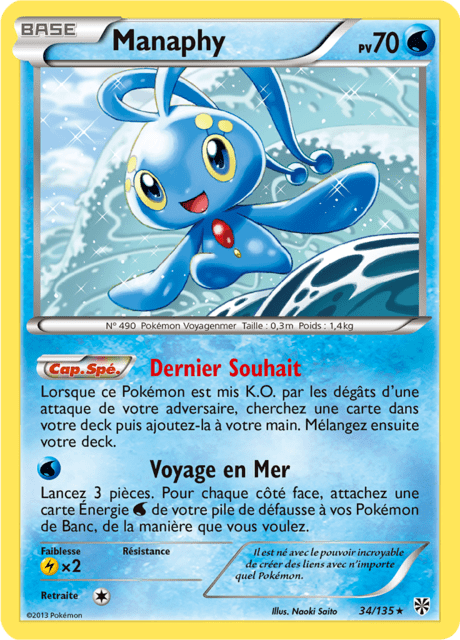 BASE
Manaphy
PV70
N° 490 Pokémon Voyagenmer Taille : 0,3m Poids : 1,4kg
Cap. Spé. Dernier Souhait
Lorsque ce Pokémon est mis K.O. par les dégâts d'une
attaque de votre adversaire, cherchez une carte dans
votre deck puis ajoutez-la à votre main. Mélangez ensuite
votre deck.
Voyage en Mer
Lancez 3 pièces. Pour chaque côté face, attachez une
carte Énergie de votre pile de défausse à vos Pokémon
de Banc, de la manière que vous voulez.
Faiblesse
×2
Résistance
Retraite
Il est né avec le pouvoir incroyable
de créer des liens avec n'importe
quel Pokémon.
©2013 Pokémon
Illus. Naoki Saito
34/135 ★